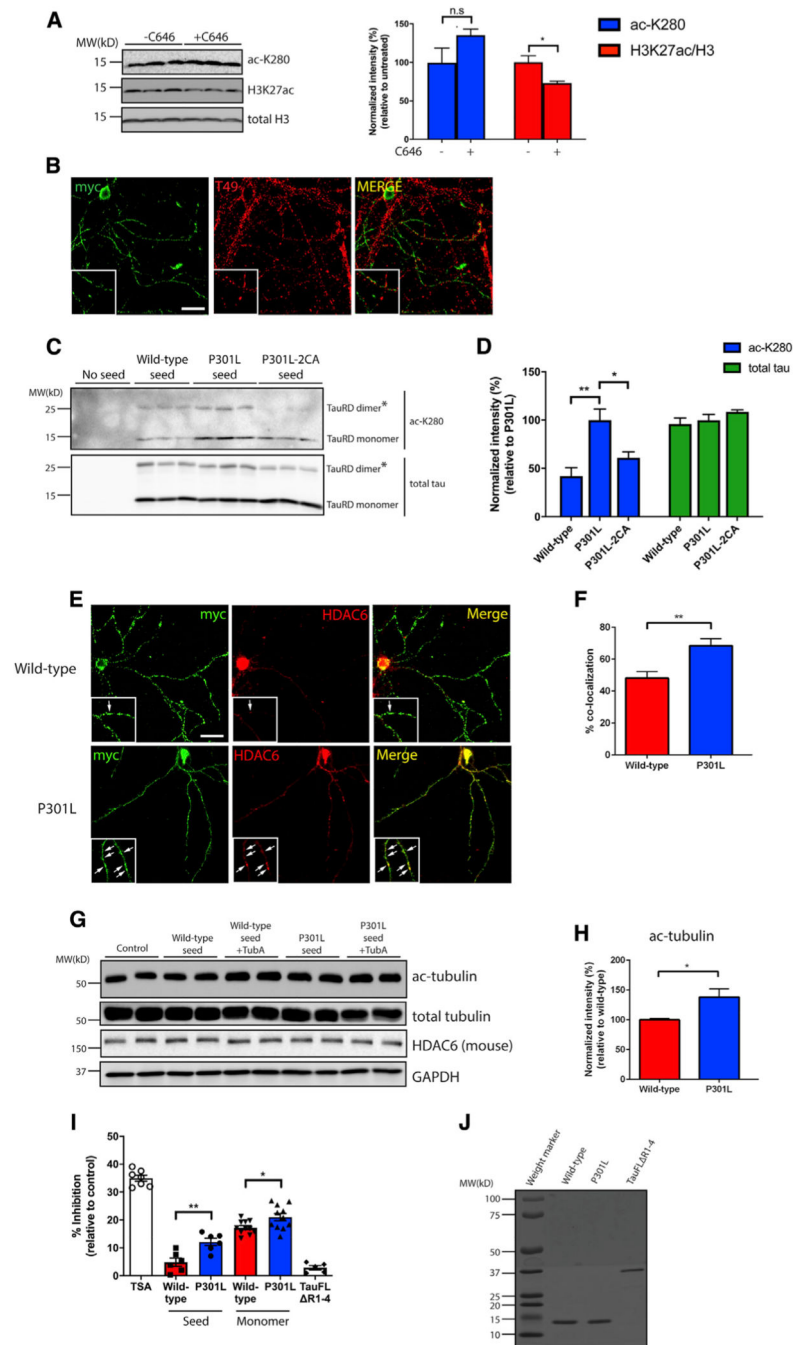 A
MW(kD)
-C646 +C646
15
ac-K280
15
H3K27ac
15
total H3
Normalized intensity (%)
(relative to untreated)
150
100
50
0
n.s
*
C646 - + - +
ac-K280
H3K27ac/H3
B
myc
T49
MERGE
C
MW(kD)
No seed
Wild-type
seed
P301L
seed
P301L-2CA
seed
25
TauRD dimer*
15
TauRD monomer
ac-K280
25
TauRD dimer*
15
TauRD monomer
total tau
D
Normalized intensity (%)
(relative to P301L)
150
100
50
0
**
*
Wild-type
P301L
P301L-2CA
Wild-type
P301L
P301L-2CA
ac-K280
total tau
E
Wild-type
myc
HDAC6
Merge
P301L
myc
HDAC6
Merge
F
% co-localization
80
60
40
20
0
**
Wild-type P301L
G
MW(kD)
Control
Wild-type
seed
Wild-type
seed
+TubA
P301L
seed
P301L
seed
+TubA
50
ac-tubulin
50
total tubulin
150
HDAC6 (mouse)
37
GAPDH
H
ac-tubulin
Normalized intensity (%)
(relative to wild-type)
150
100
50
0
*
Wild-type P301L
I
% Inhibition
(relative to control)
50
40
30
20
10
0
**
*
TSA
Wild-
type
P301L
Wild-
type
P301L
TauFL
ΔR1-4
Seed
Monomer
J
MW(kD)
Weight marker
Wild-type
P301L
TauFLΔR1-4
100
75
50
37
25
20
15
10